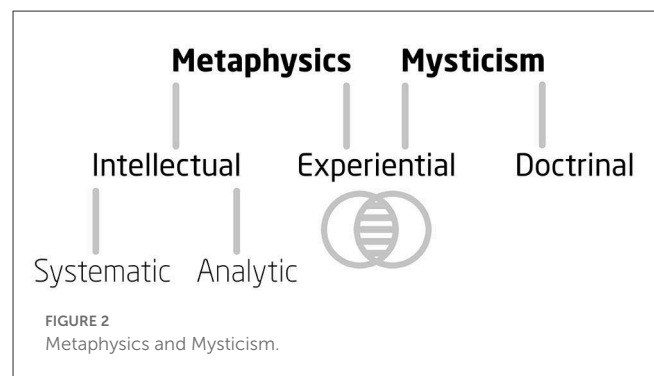 Metaphysics Mysticism
Intellectual Experiential Doctrinal
Systematic Analytic
FIGURE 2
Metaphysics and Mysticism.